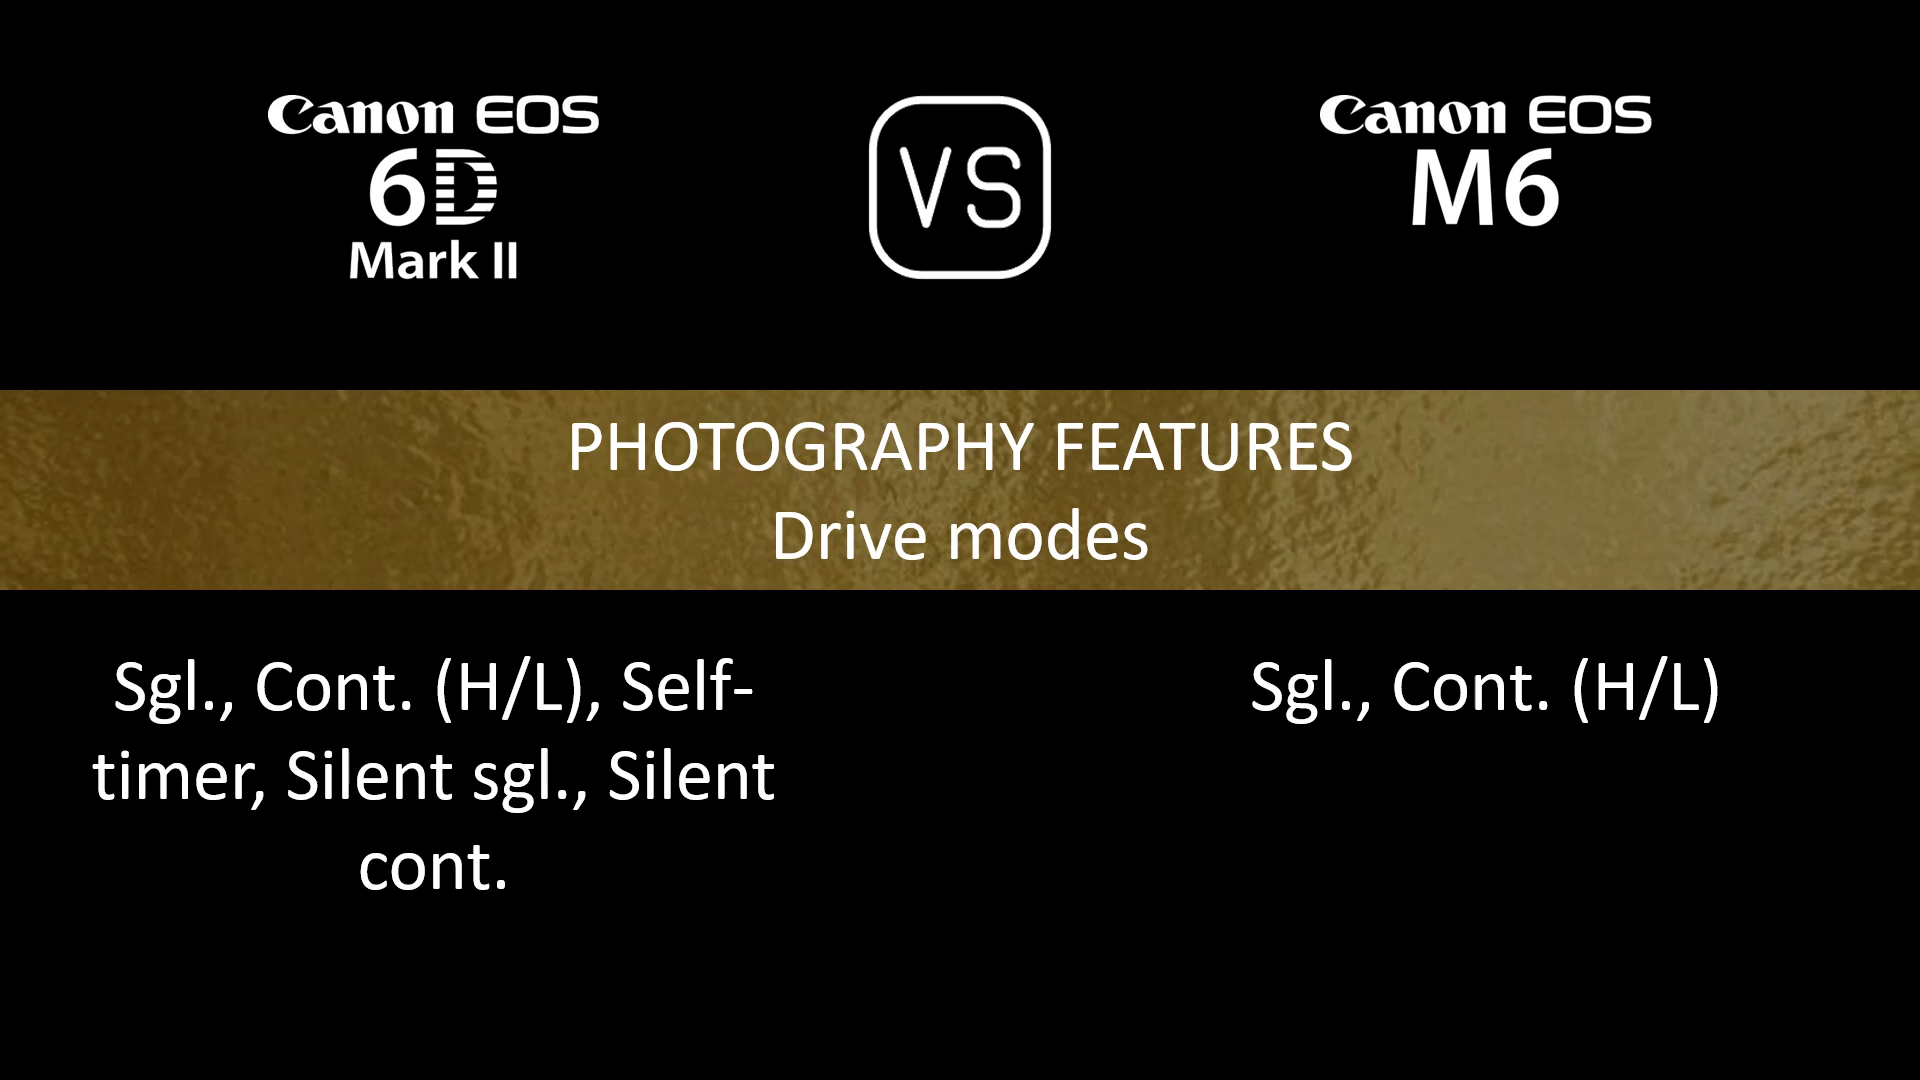 Canon EOS
6D
Mark II
VS
Canon EOS
M6
PHOTOGRAPHY FEATURES
Drive modes
Sgl., Cont. (H/L), Self-
timer, Silent sgl., Silent
cont.
Sgl., Cont. (H/L)